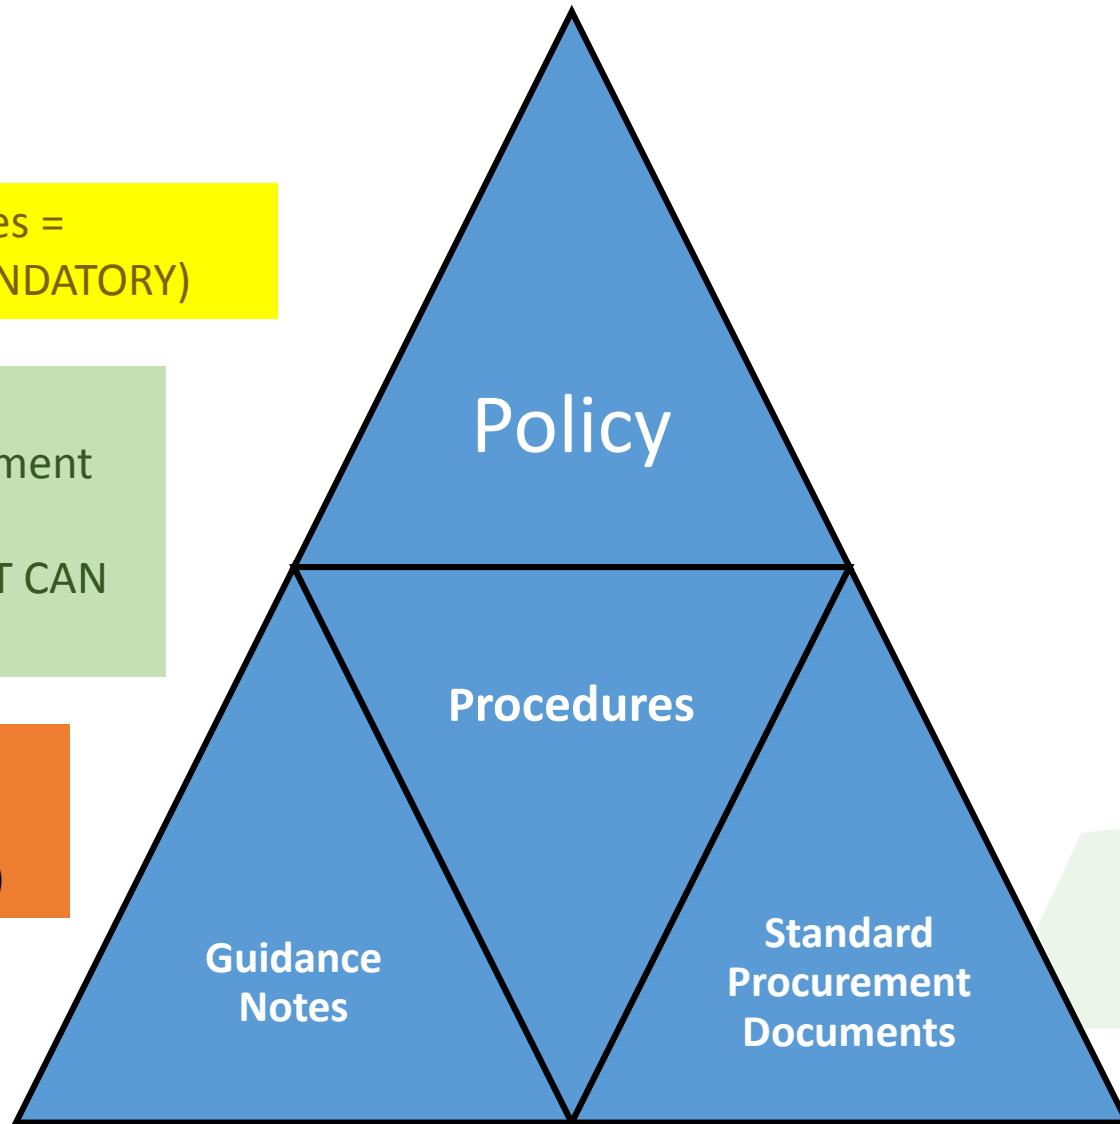 es =
NDATORY)
ment
T CAN
)
Policy
Procedures
Guidance
Notes
Standard
Procurement
Documents